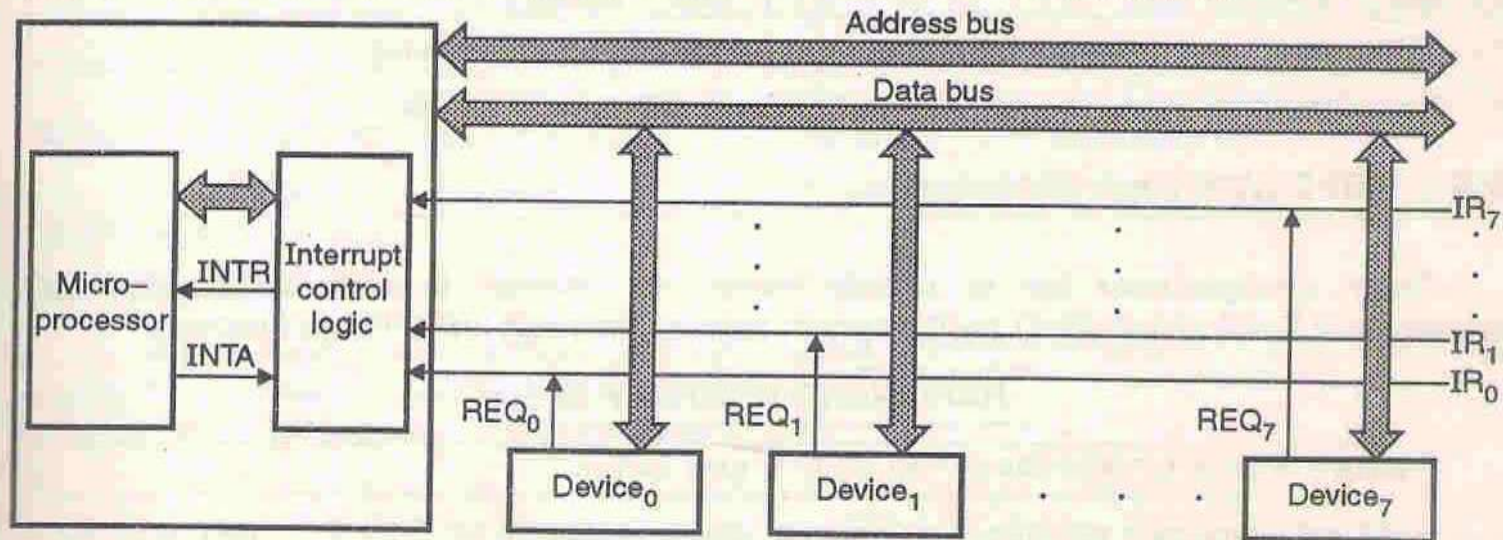 Address bus
Data bus
Micro–
processor
INTR
INTA
Interrupt
control
logic
IR₇
IR₁
IR₀
REQ₀
REQ₁
REQ₇
Device₀
Device₁
Device₇